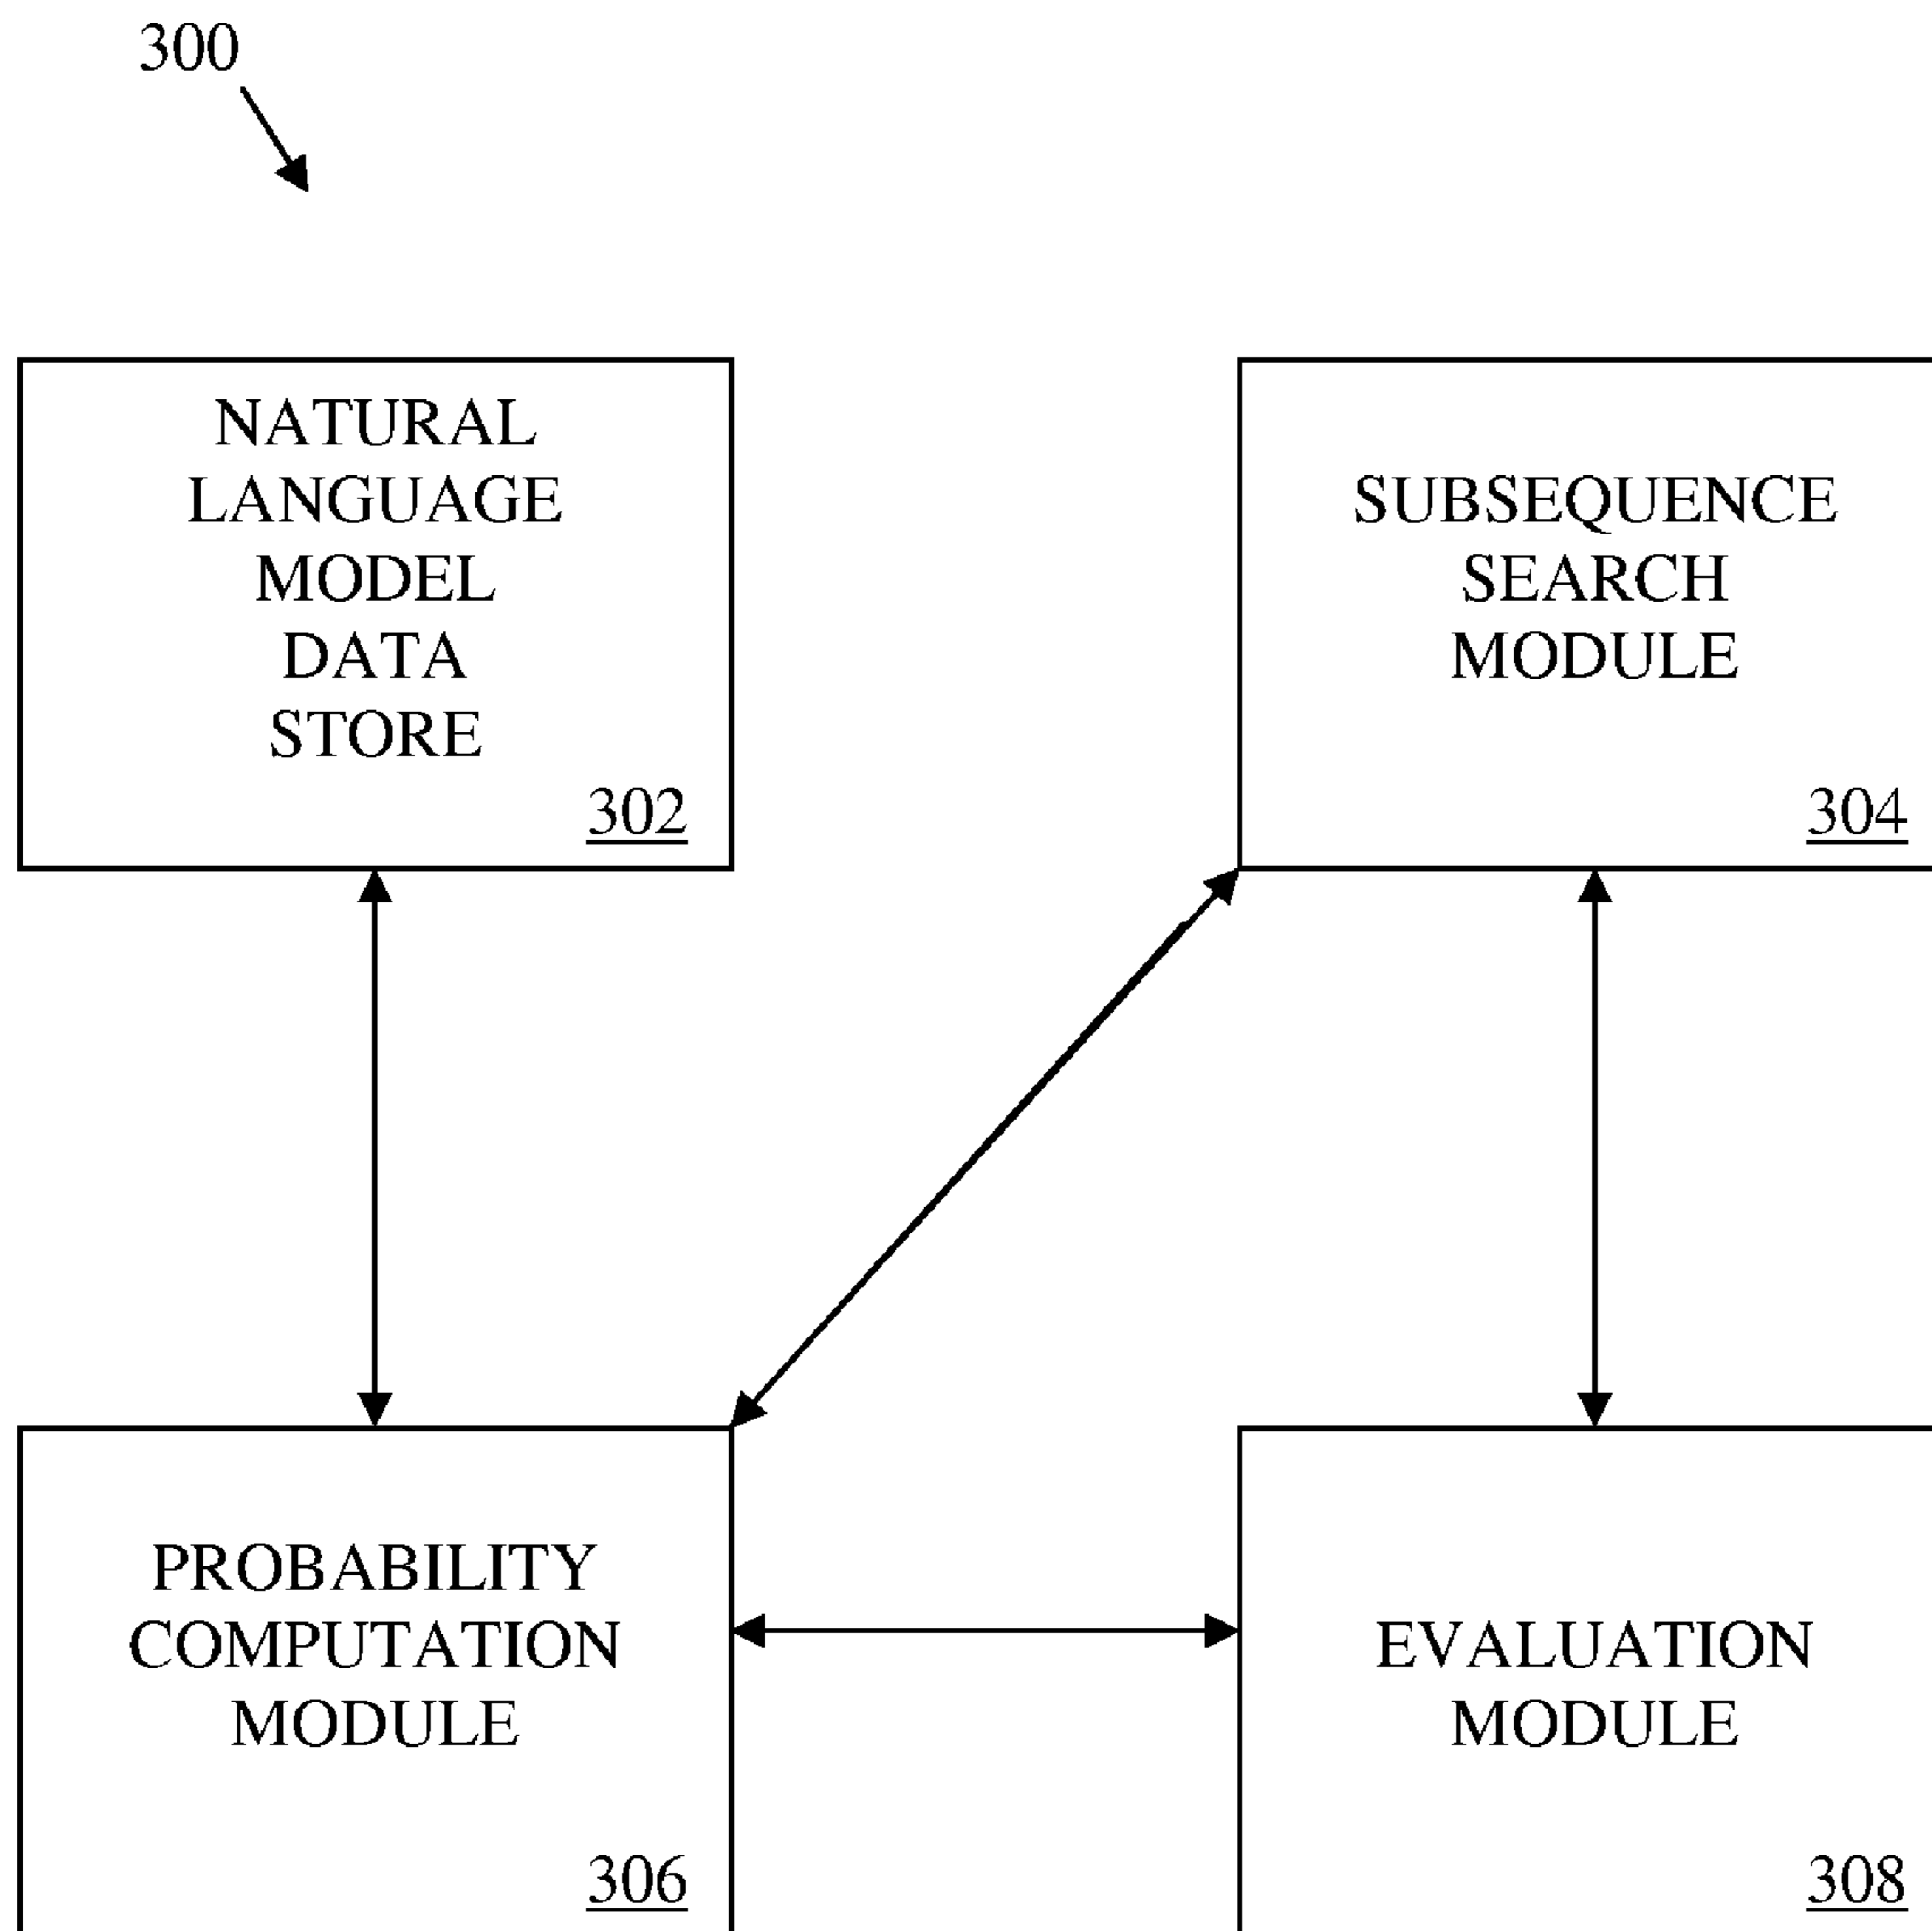 300
NATURAL
LANGUAGE
MODEL
DATA
STORE
302
SUBSEQUENCE
SEARCH
MODULE
304
PROBABILITY
COMPUTATION
MODULE
306
EVALUATION
MODULE
308